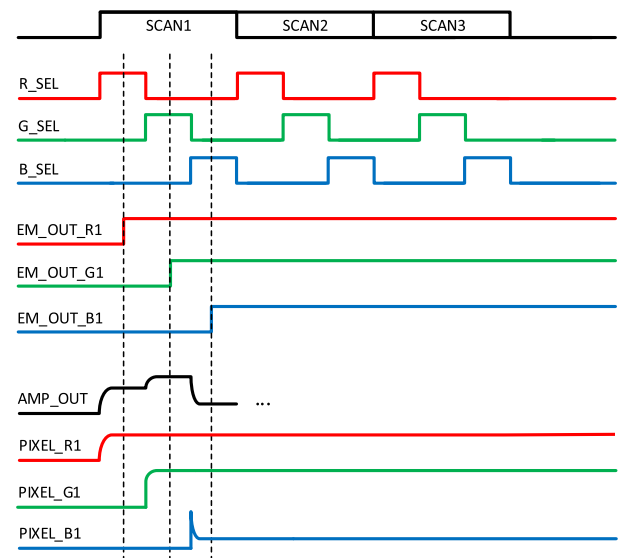 SCAN1 SCAN2 SCAN3
R_SEL
G_SEL
B_SEL
EM_OUT_R1
EM_OUT_G1
EM_OUT_B1
AMP_OUT ...
PIXEL_R1
PIXEL_G1
PIXEL_B1